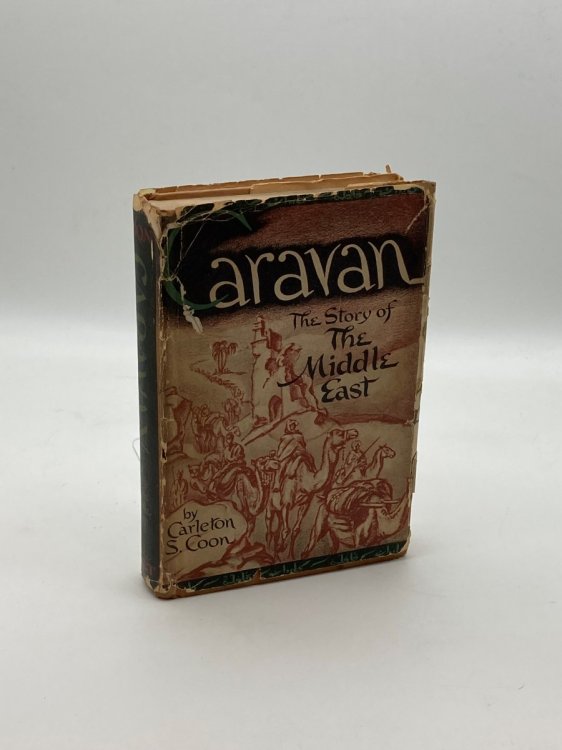 Caravan
The Story of
The
Middle
East
by
Carleton
S. Coon